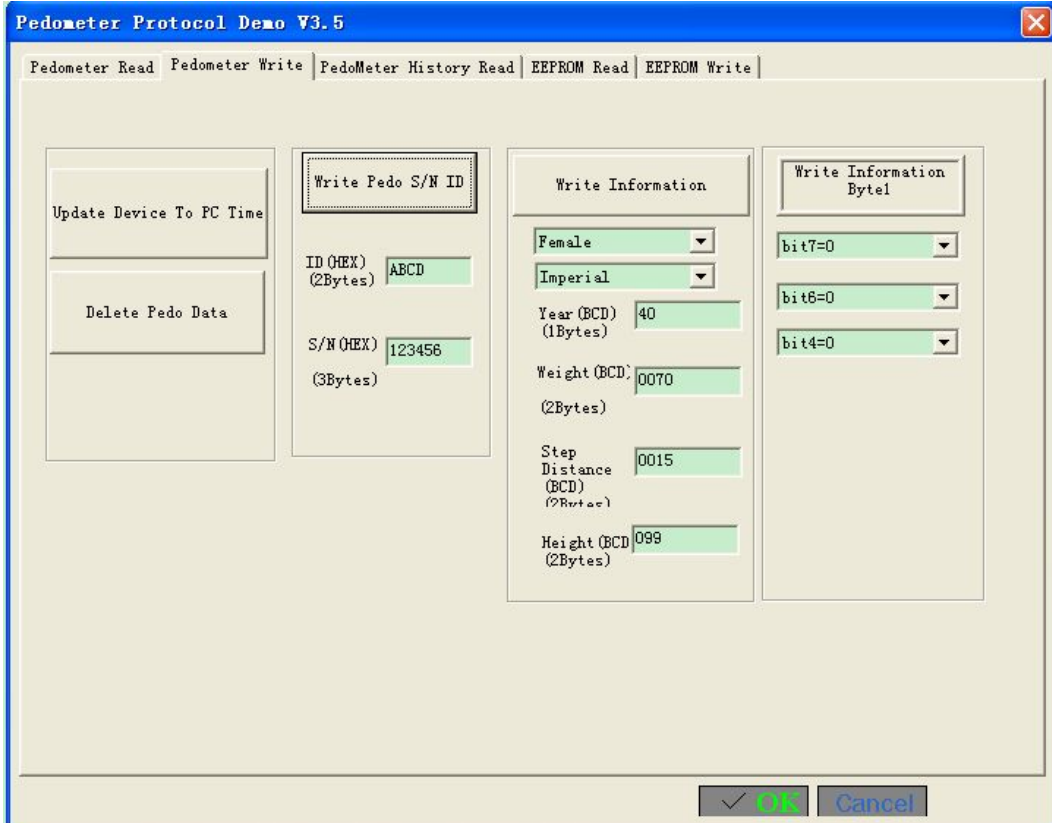 Pedometer Protocol Demo V3.5
Pedometer Read Pedometer Write PedoMeter History Read EEPROM Read EEPROM Write
Update Device To PC Time
Delete Pedo Data
Write Pedo S/N ID
ID(HEX)
(2Bytes)
ABCD
S/N(HEX)
123456
(3Bytes)
Write Information
Female
Imperial
Year(BCD)
(1Bytes)
40
Weight(BCD)
0070
(2Bytes)
Step
Distance
(BCD)
(2Bytes)
0015
Height(BCD
(2Bytes)
099
Write Information
Byte1
bit7=0
bit6=0
bit4=0
OK Cancel